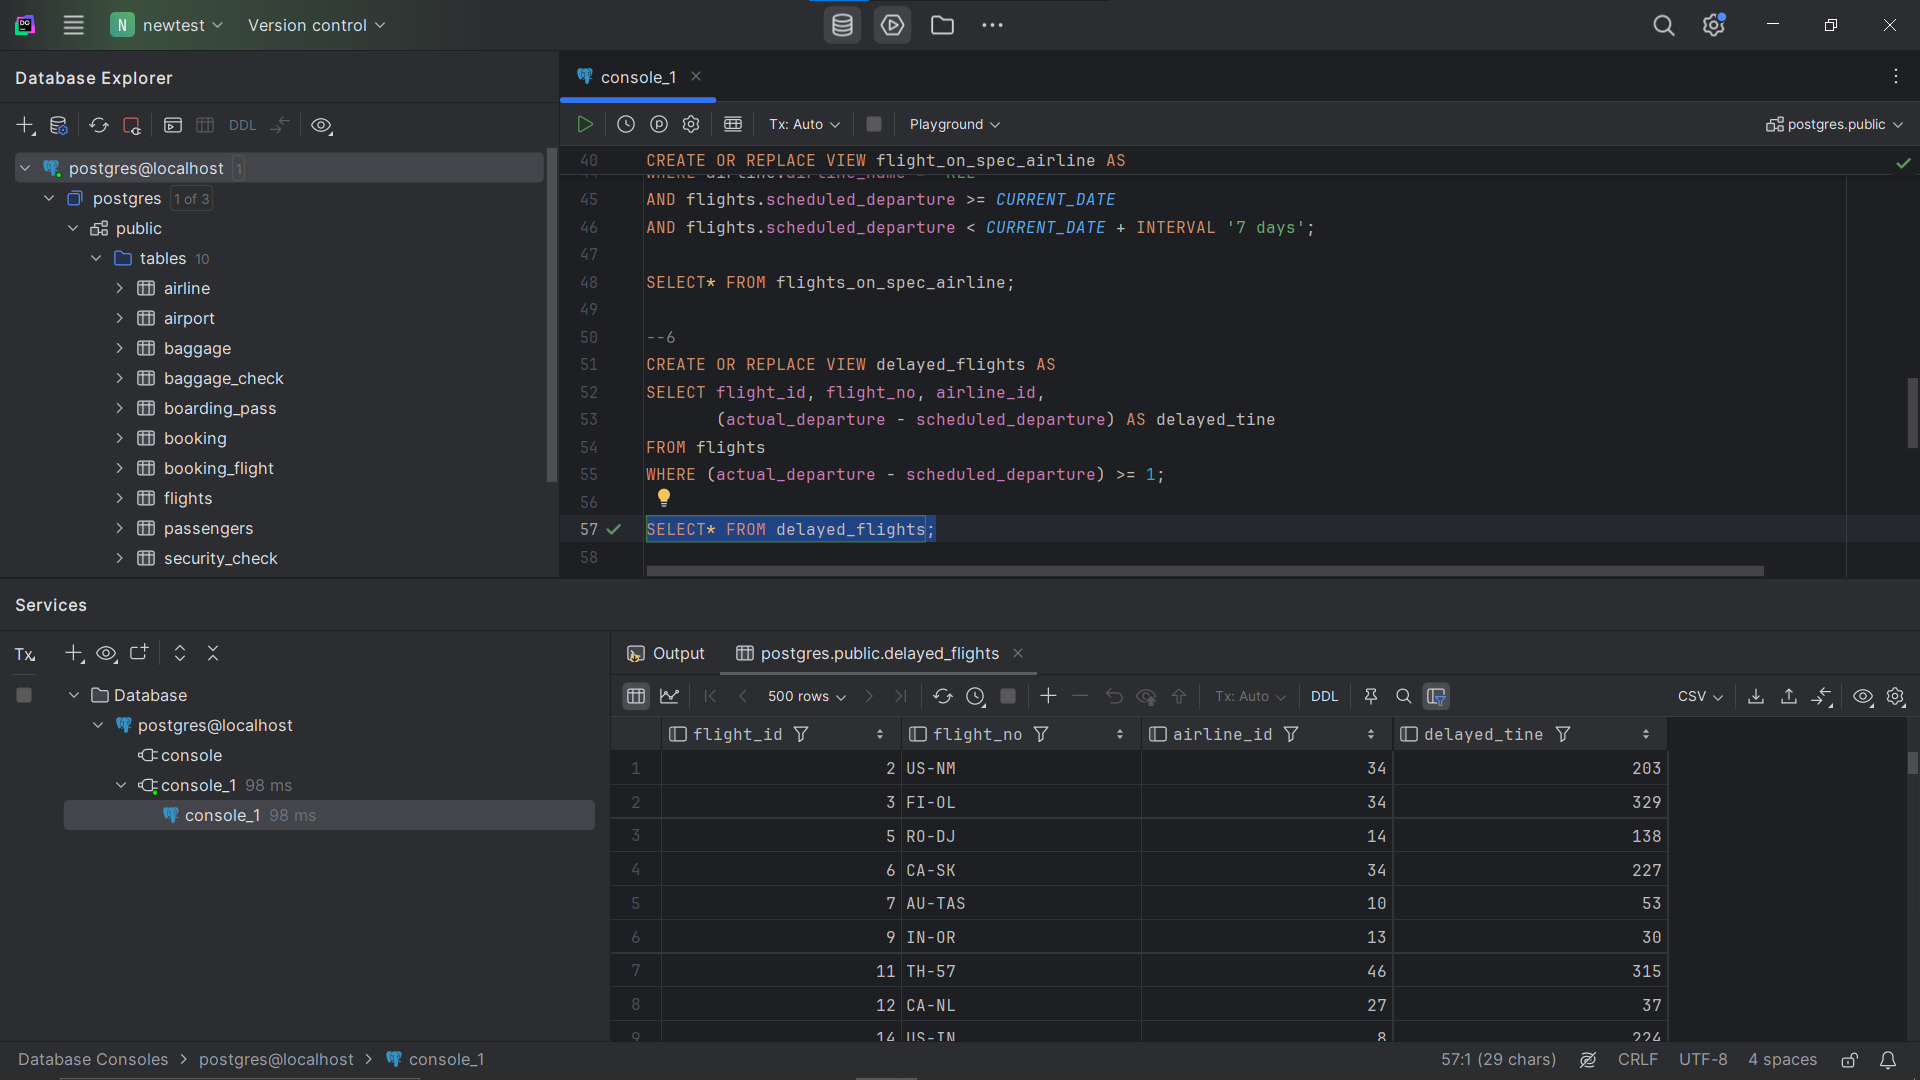 N newtest Version control
Database Explorer
DDL
postgres@localhost 1
postgres 1 of 3
public
tables 10
airline
airport
baggage
baggage_check
boarding_pass
booking
booking_flight
flights
passengers
security_check
console_1
Tx: Auto Playground postgres.public
40 CREATE OR REPLACE VIEW flight_on_spec_airline AS
45 AND flights.scheduled_departure >= CURRENT_DATE
46 AND flights.scheduled_departure < CURRENT_DATE + INTERVAL '7 days';
47
48 SELECT* FROM flights_on_spec_airline;
49
50 --6
51 CREATE OR REPLACE VIEW delayed_flights AS
52 SELECT flight_id, flight_no, airline_id,
53 (actual_departure - scheduled_departure) AS delayed_tine
54 FROM flights
55 WHERE (actual_departure - scheduled_departure) >= 1;
56
57 SELECT* FROM delayed_flights;
58
Services
Tx
Database
postgres@localhost
console
console_1 98 ms
console_1 98 ms
Output postgres.public.delayed_flights
500 rows Tx: Auto DDL CSV
flight_id flight_no airline_id delayed_tine
1 2 US-NM 34 203
2 3 FI-OL 34 329
3 5 RO-DJ 14 138
4 6 CA-SK 34 227
5 7 AU-TAS 10 53
6 9 IN-OR 13 30
7 11 TH-57 46 315
8 12 CA-NL 27 37
9 14 US-IN 8 224
Database Consoles > postgres@localhost > console_1
57:1 (29 chars) CRLF UTF-8 4 spaces